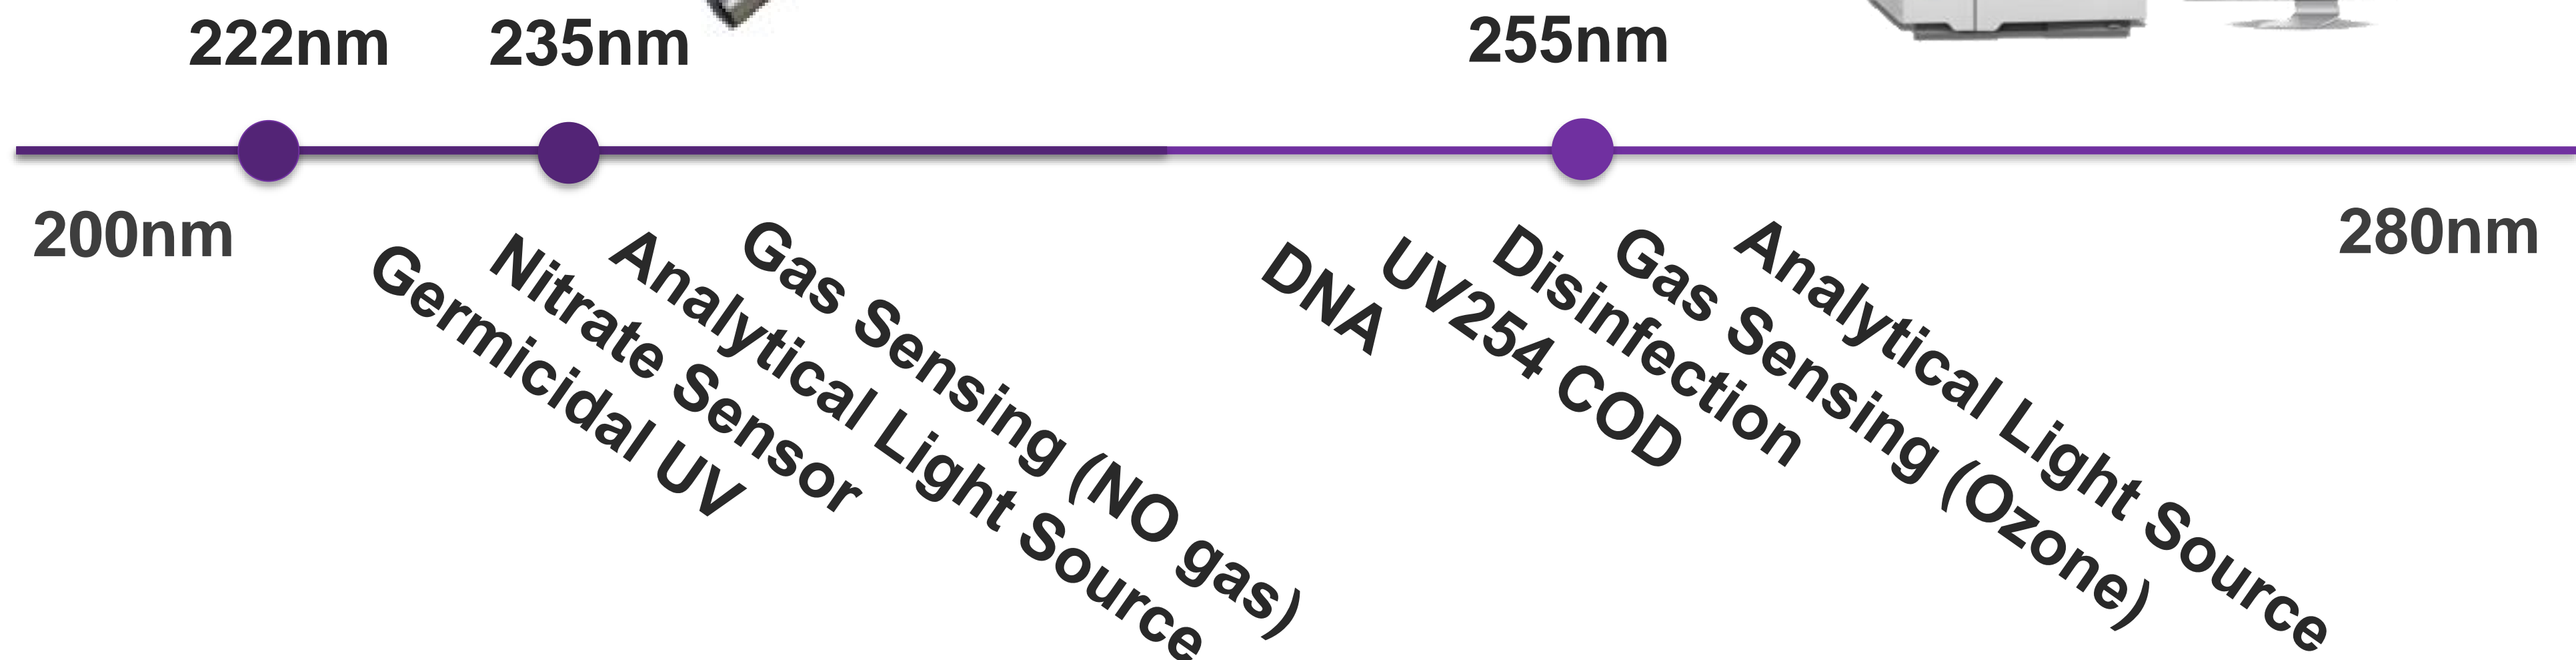 222nm
235nm
255nm
200nm
280nm
Germicidal UV
Nitrate Sensor
Analytical Light Source
Gas Sensing (NO gas)
DNA
UV254 COD
Disinfection
Gas Sensing (Ozone)
Analytical Light Source